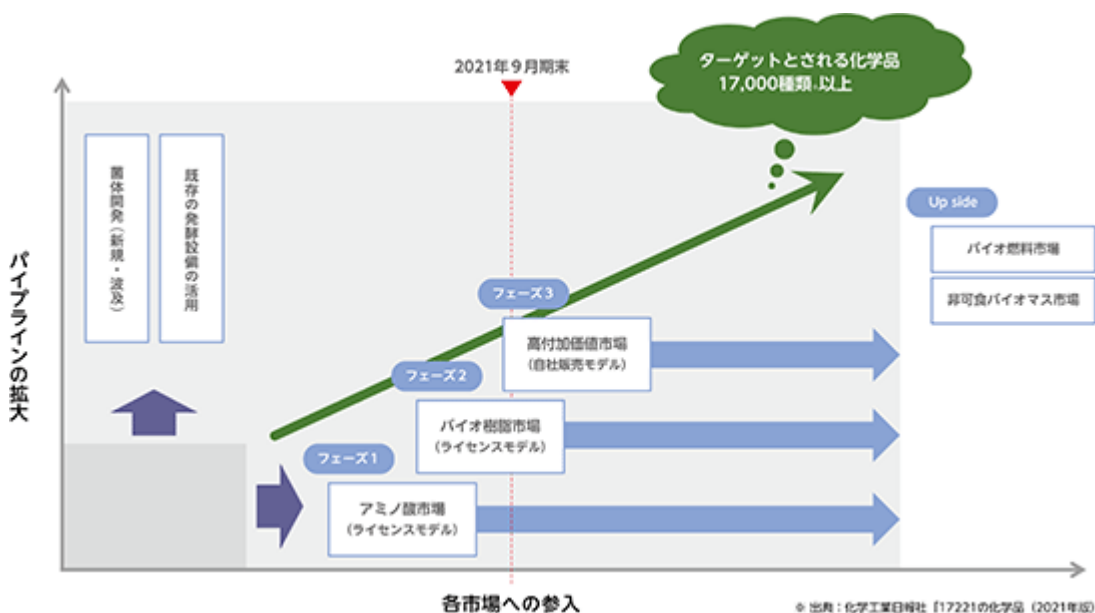 ターゲットとされる化学品
17,000種類※以上
2021年9月期末
菌体開発(新規・波及)
既存の発酵設備の活用
Up side
バイオ燃料市場
非可食バイオマス市場
パイプラインの拡大
フェーズ3
高付加価値市場
(自社販売モデル)
フェーズ2
バイオ樹脂市場
(ライセンスモデル)
フェーズ1
アミノ酸市場
(ライセンスモデル)
各市場への参入
※ 出典:化学工業日報社 「17221の化学品 (2021年版)